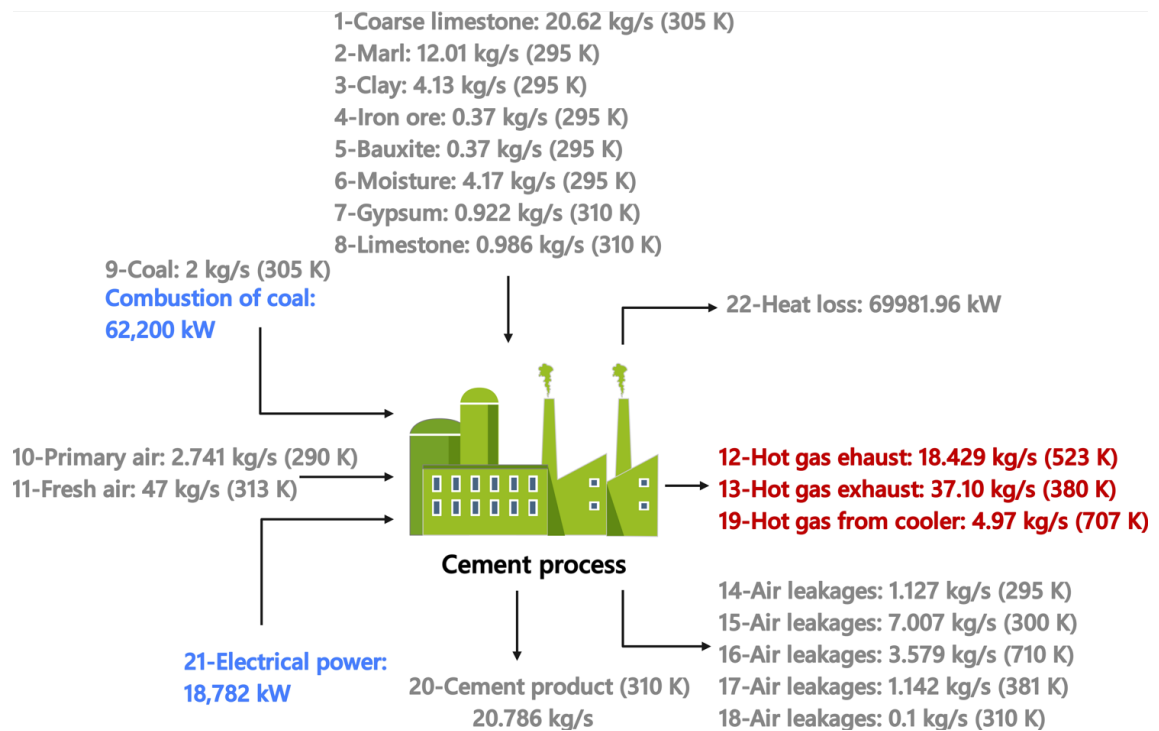 1-Coarse limestone: 20.62 kg/s (305 K)
2-Marl: 12.01 kg/s (295 K)
3-Clay: 4.13 kg/s (295 K)
4-Iron ore: 0.37 kg/s (295 K)
5-Bauxite: 0.37 kg/s (295 K)
6-Moisture: 4.17 kg/s (295 K)
7-Gypsum: 0.922 kg/s (310 K)
8-Limestone: 0.986 kg/s (310 K)
9-Coal: 2 kg/s (305 K)
Combustion of coal:
62,200 kW
22-Heat loss: 69981.96 kW
10-Primary air: 2.741 kg/s (290 K)
11-Fresh air: 47 kg/s (313 K)
12-Hot gas ehaust: 18.429 kg/s (523 K)
13-Hot gas exhaust: 37.10 kg/s (380 K)
19-Hot gas from cooler: 4.97 kg/s (707 K)
Cement process
14-Air leakages: 1.127 kg/s (295 K)
15-Air leakages: 7.007 kg/s (300 K)
16-Air leakages: 3.579 kg/s (710 K)
17-Air leakages: 1.142 kg/s (381 K)
18-Air leakages: 0.1 kg/s (310 K)
21-Electrical power:
18,782 kW
20-Cement product (310 K)
20.786 kg/s